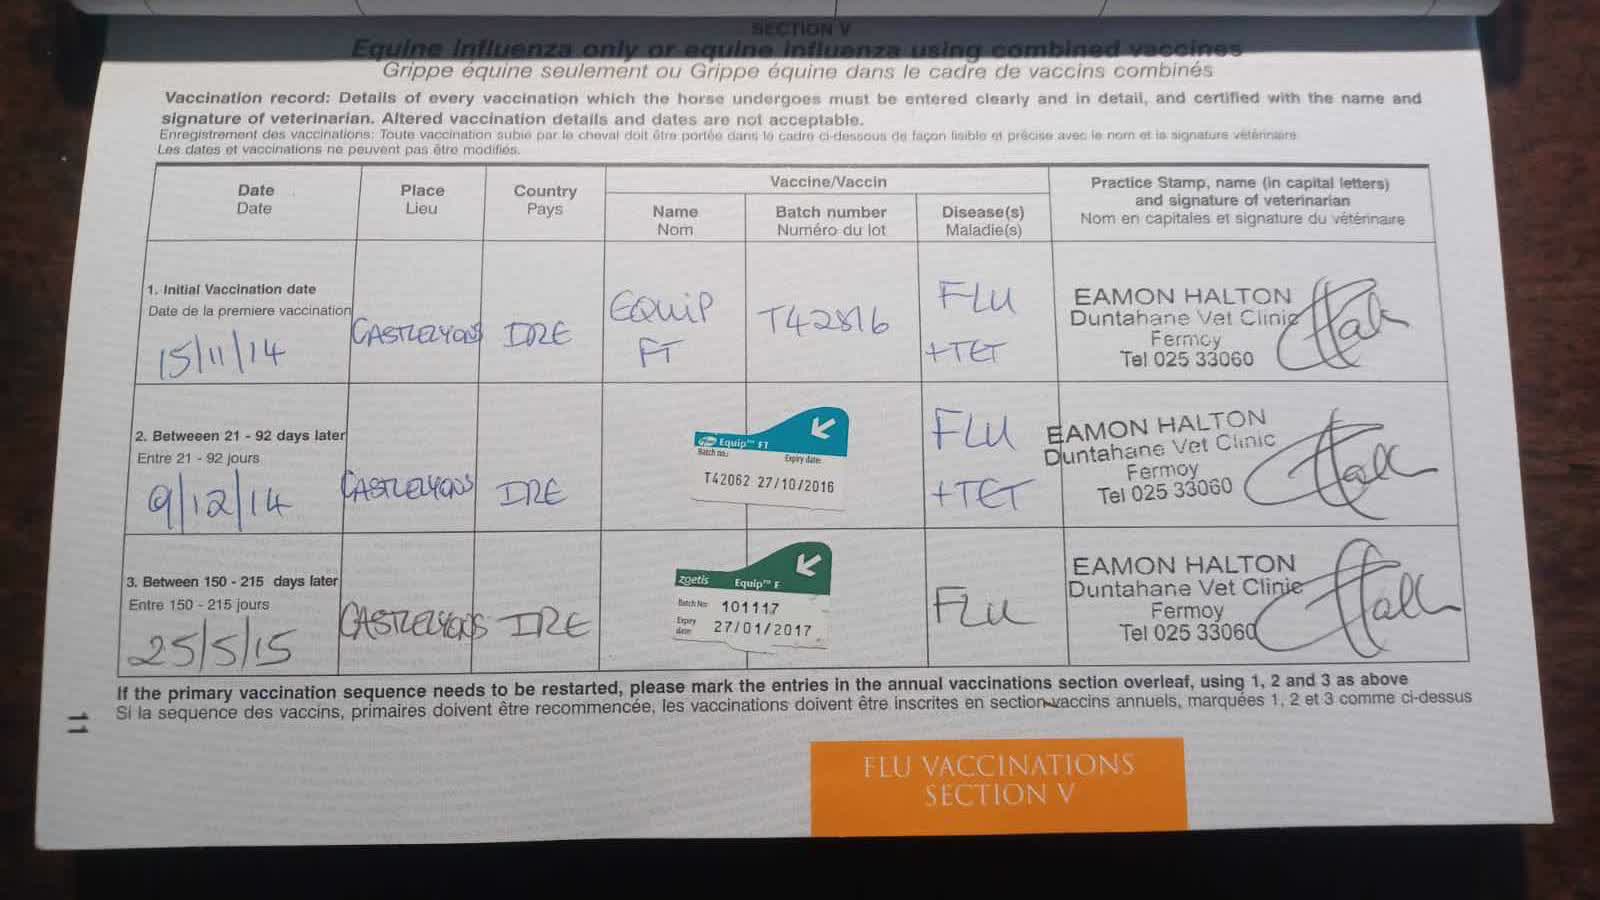 SECTION V
Equine influenza only or equine influenza using combined vaccines
Grippe équine seulement ou Grippe équine dans le cadre de vaccins combinés
Vaccination record: Details of every vaccination which the horse undergoes must be entered clearly and in detail, and certified with the name and
signature of veterinarian. Altered vaccination details and dates are not acceptable.
Enregistrement des vaccinations: Toute vaccination subie par le cheval doit être portée dans le cadre ci-dessous de façon lisible et précise avec le nom et la signature vétérinaire.
Les dates et vaccinations ne peuvent pas être modifiés.
Date
Date
Place
Lieu
Country
Pays
Vaccine/Vaccin
Name
Nom
Batch number
Numéro du lot
Disease(s)
Maladie(s)
Practice Stamp, name (in capital letters)
and signature of veterinarian
Nom en capitales et signature du vétérinaire
1. Initial Vaccination date
Date de la premiere vaccination
15/11/14
CASTLELYONS
IRE
EQUiP
FT
T42816
FLU
+TET
EAMON HALTON
Duntahane Vet Clinic
Fermoy
Tel 025 33060
2. Betweeen 21 - 92 days later
Entre 21 - 92 jours
9/12/14
CASTLELYONS
IRE
Equip™ FT
Batch no.:
Expiry date:
T42062 27/10/2016
FLU
+TET
EAMON HALTON
Duntahane Vet Clinic
Fermoy
Tel 025 33060
3. Between 150 - 215 days later
Entre 150 - 215 jours
25/5/15
CASTLELYONS
IRE
zoetis Equip™ F
Batch No: 101117
Expiry
date: 27/01/2017
FLU
EAMON HALTON
Duntahane Vet Clinic
Fermoy
Tel 025 33060
If the primary vaccination sequence needs to be restarted, please mark the entries in the annual vaccinations section overleaf, using 1, 2 and 3 as above
Si la sequence des vaccins, primaires doivent être recommencée, les vaccinations doivent être inscrites en section vaccins annuels, marquées 1, 2 et 3 comme ci-dessus
11
FLU VACCINATIONS
SECTION V